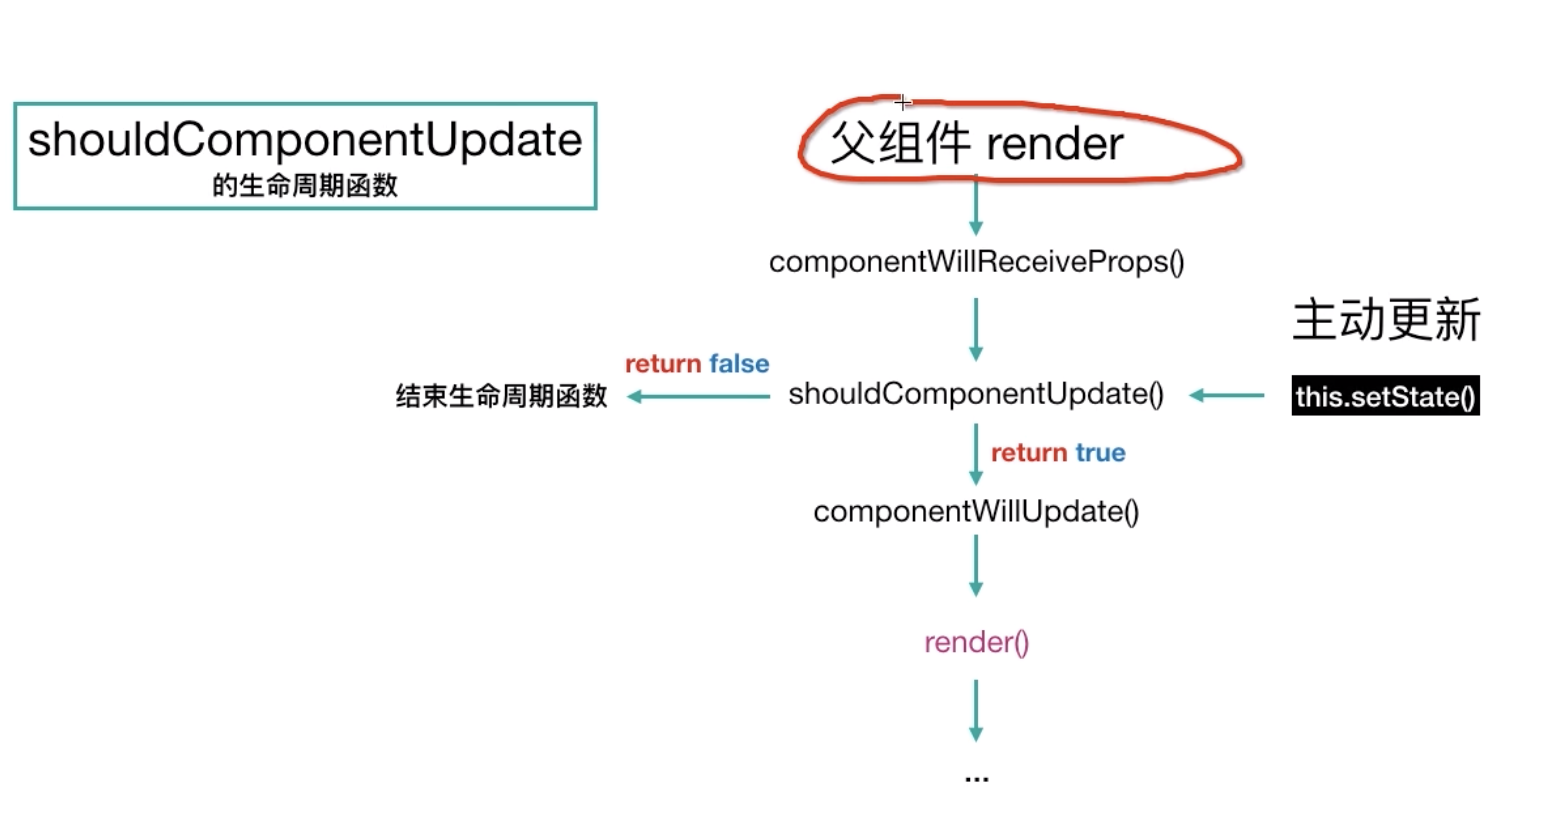 shouldComponentUpdate
的生命周期函数
父组件 render
componentWillReceiveProps()
主动更新
return false
结束生命周期函数
shouldComponentUpdate()
this.setState()
return true
componentWillUpdate()
render()
...